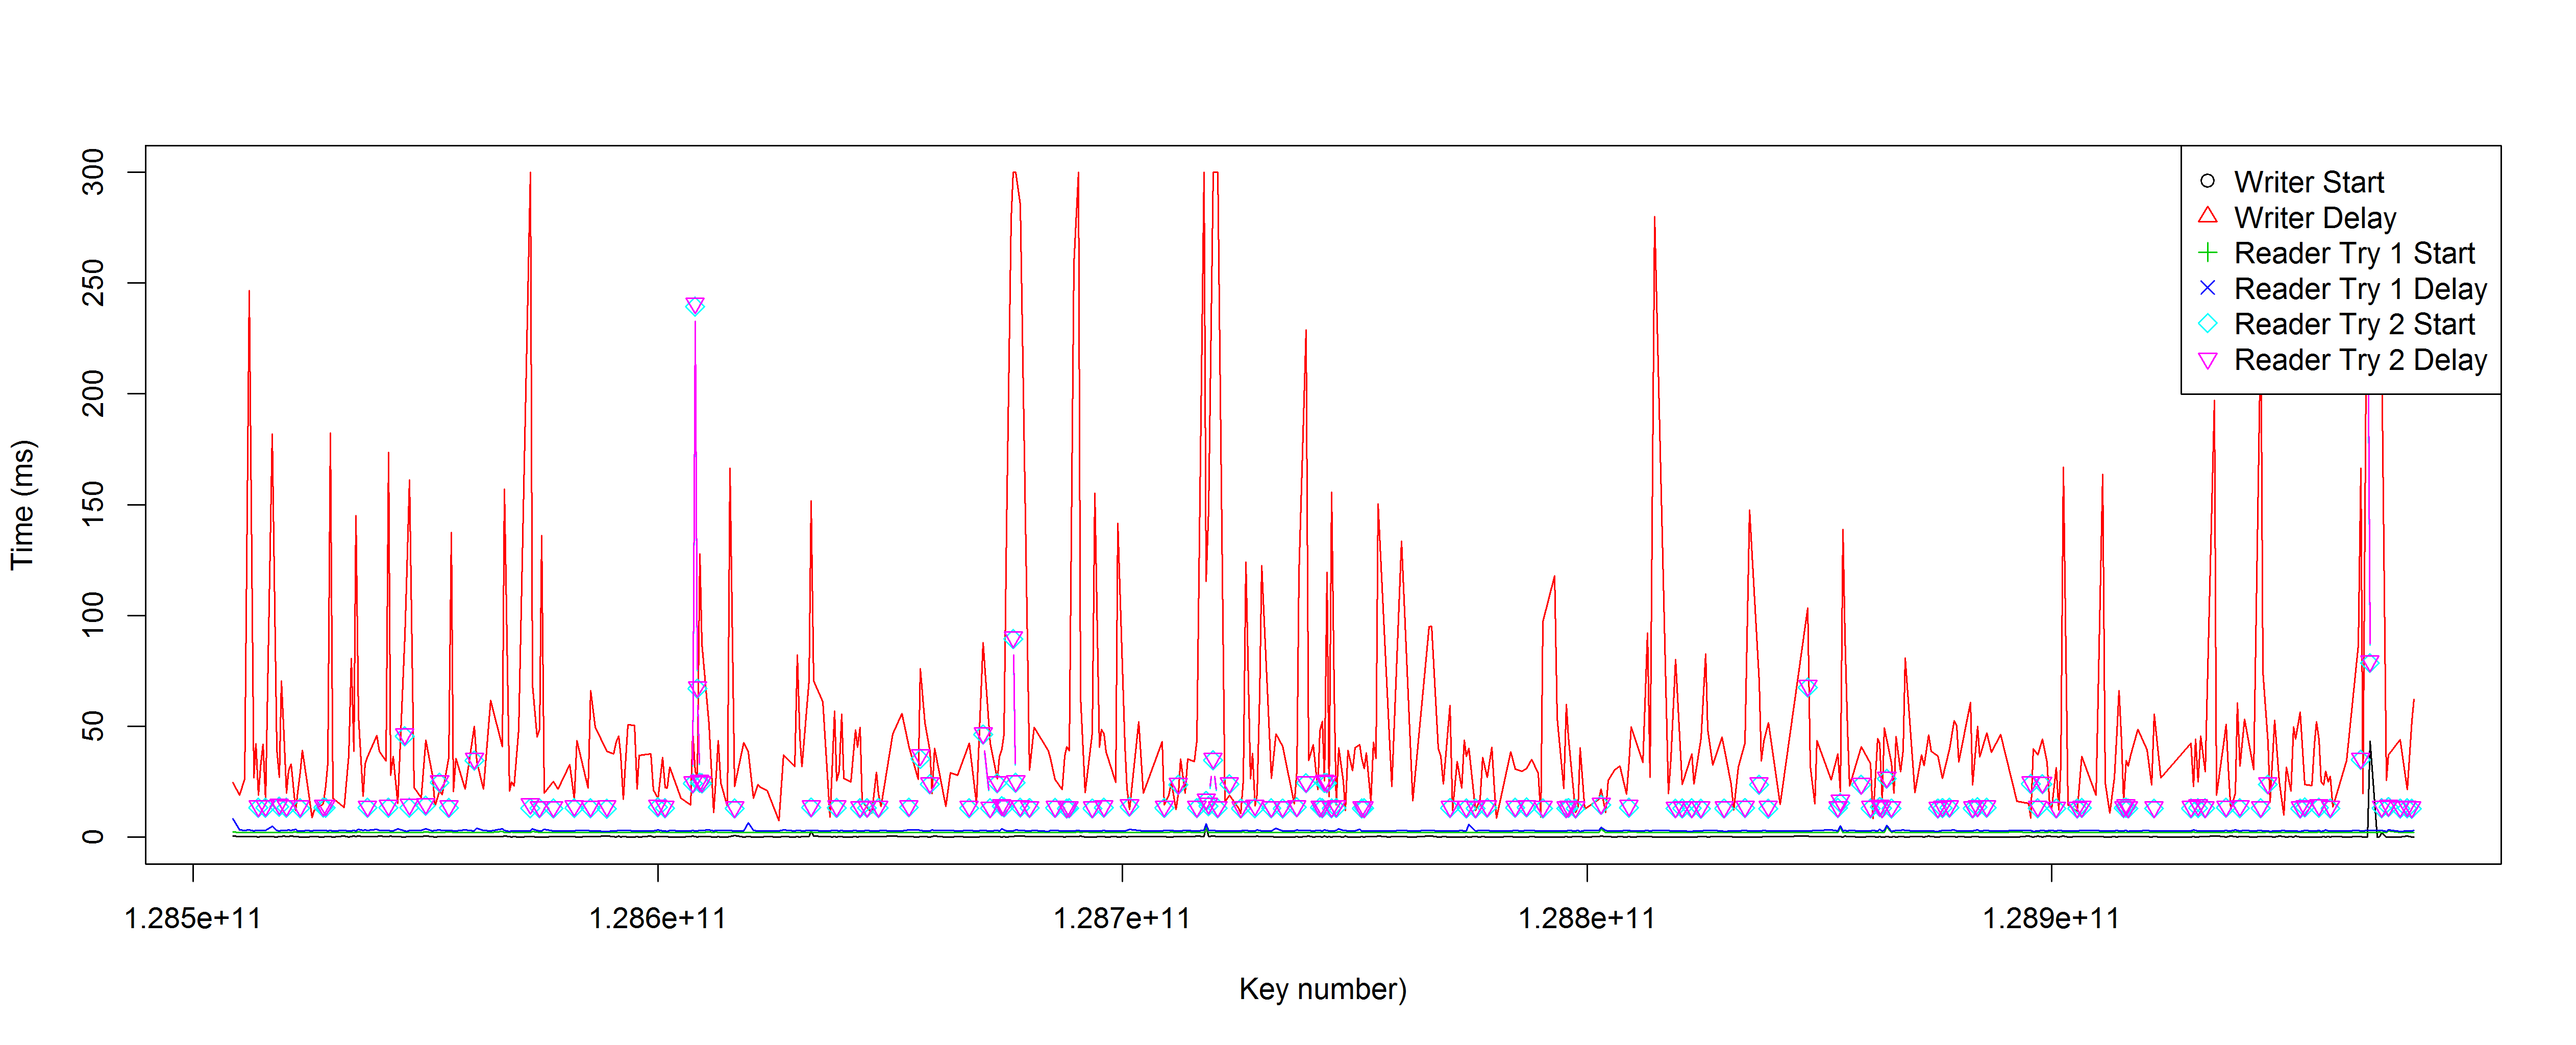 Time (ms)
300
250
200
150
100
50
0
Writer Start
Writer Delay
Reader Try 1 Start
Reader Try 1 Delay
Reader Try 2 Start
Reader Try 2 Delay
1.285e+11 1.286e+11 1.287e+11 1.288e+11 1.289e+11
Key number)